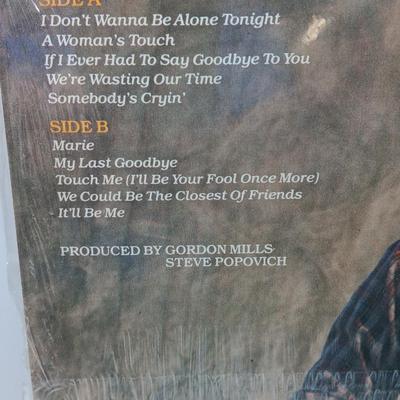 SIDE A
I Don't Wanna Be Alone Tonight
A Woman's Touch
If I Ever Had To Say Goodbye To You
We're Wasting Our Time
Somebody's Cryin'
SIDE B
Marie
My Last Goodbye
Touch Me (I'll Be Your Fool Once More)
We Could Be The Closest Of Friends
It'll Be Me
PRODUCED BY GORDON MILLS
STEVE POPOVICH